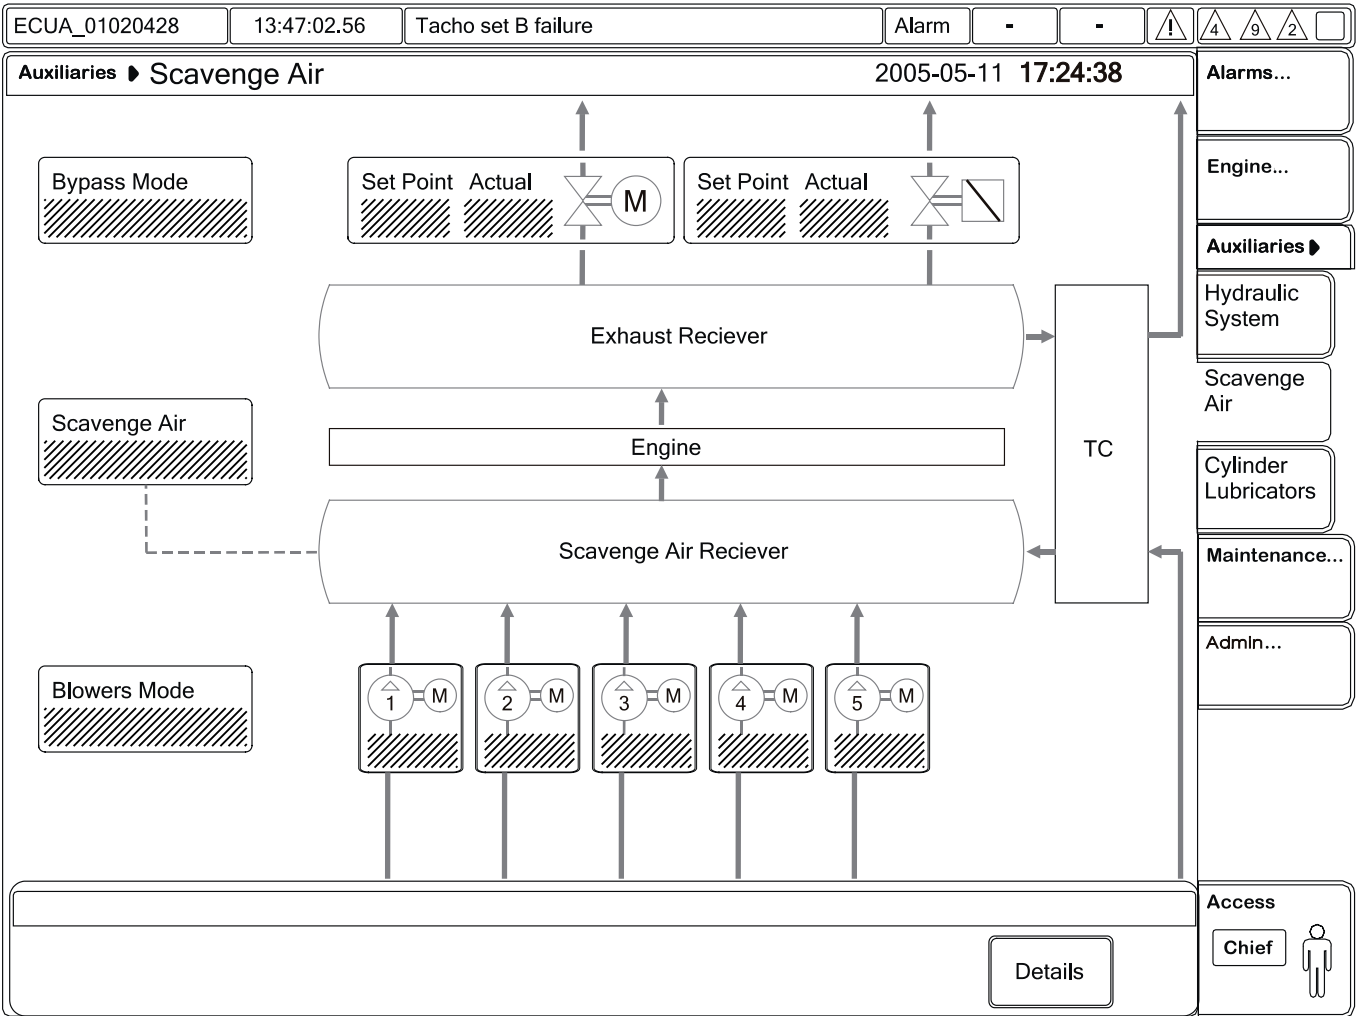 ECUA_01020428 13:47:02.56 Tacho set B failure Alarm - - ! 4 9 2
Auxiliaries Scavenge Air 2005-05-11 17:24:38
Alarms...
Engine...
Auxiliaries
Hydraulic
System
Scavenge
Air
Cylinder
Lubricators
Maintenance...
Admin...
Bypass Mode
Set Point Actual M
Set Point Actual
Exhaust Reciever
Scavenge Air
Engine
TC
Scavenge Air Reciever
Blowers Mode
1 M
2 M
3 M
4 M
5 M
Details
Access
Chief